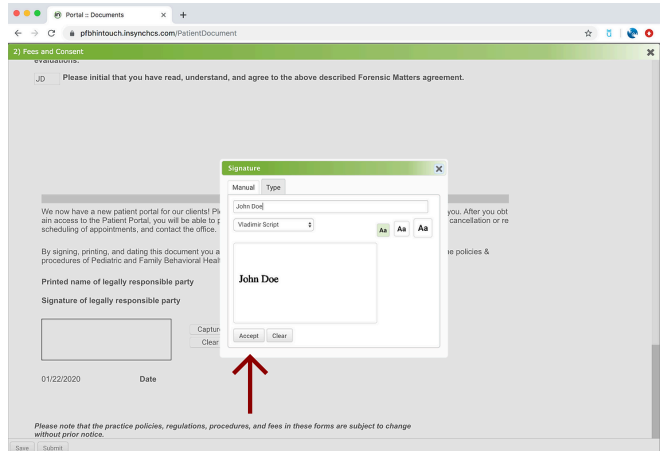 Portal :: Documents
pfbhintouch.insynchcs.com/PatientDocument
2) Fees and Consent
evaluations.
JD Please initial that you have read, understand, and agree to the above described Forensic Matters agreement.
Signature
Manual Type
John Doe
Vladimir Script
Aa Aa Aa
John Doe
Accept Clear
We now have a new patient portal for our clients! Pl you. After you obt
ain access to the Patient Portal, you will be able to cancellation or re
scheduling of appointments, and contact the office.
By signing, printing, and dating this document you a policies &
procedures of Pediatric and Family Behavioral Heal
Printed name of legally responsible party
Signature of legally responsible party
Captur
Clear
01/22/2020 Date
Please note that the practice policies, regulations, procedures, and fees in these forms are subject to change
without prior notice.
Save Submit